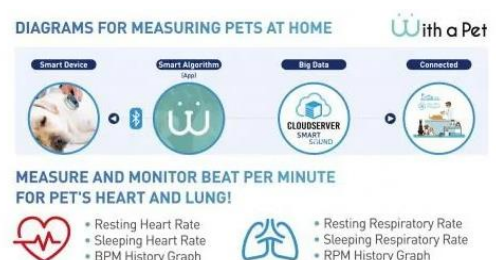 DIAGRAMS FOR MEASURING PETS AT HOME
With a Pet
Smart Device
Smart Algorithm
(App)
Big Data
Connected
CLOUDSERVER
SMART
SOUND
MEASURE AND MONITOR BEAT PER MINUTE
FOR PET'S HEART AND LUNG!
• Resting Heart Rate
• Sleeping Heart Rate
• BPM History Graph
• Resting Respiratory Rate
• Sleeping Respiratory Rate
• RPM History Graph